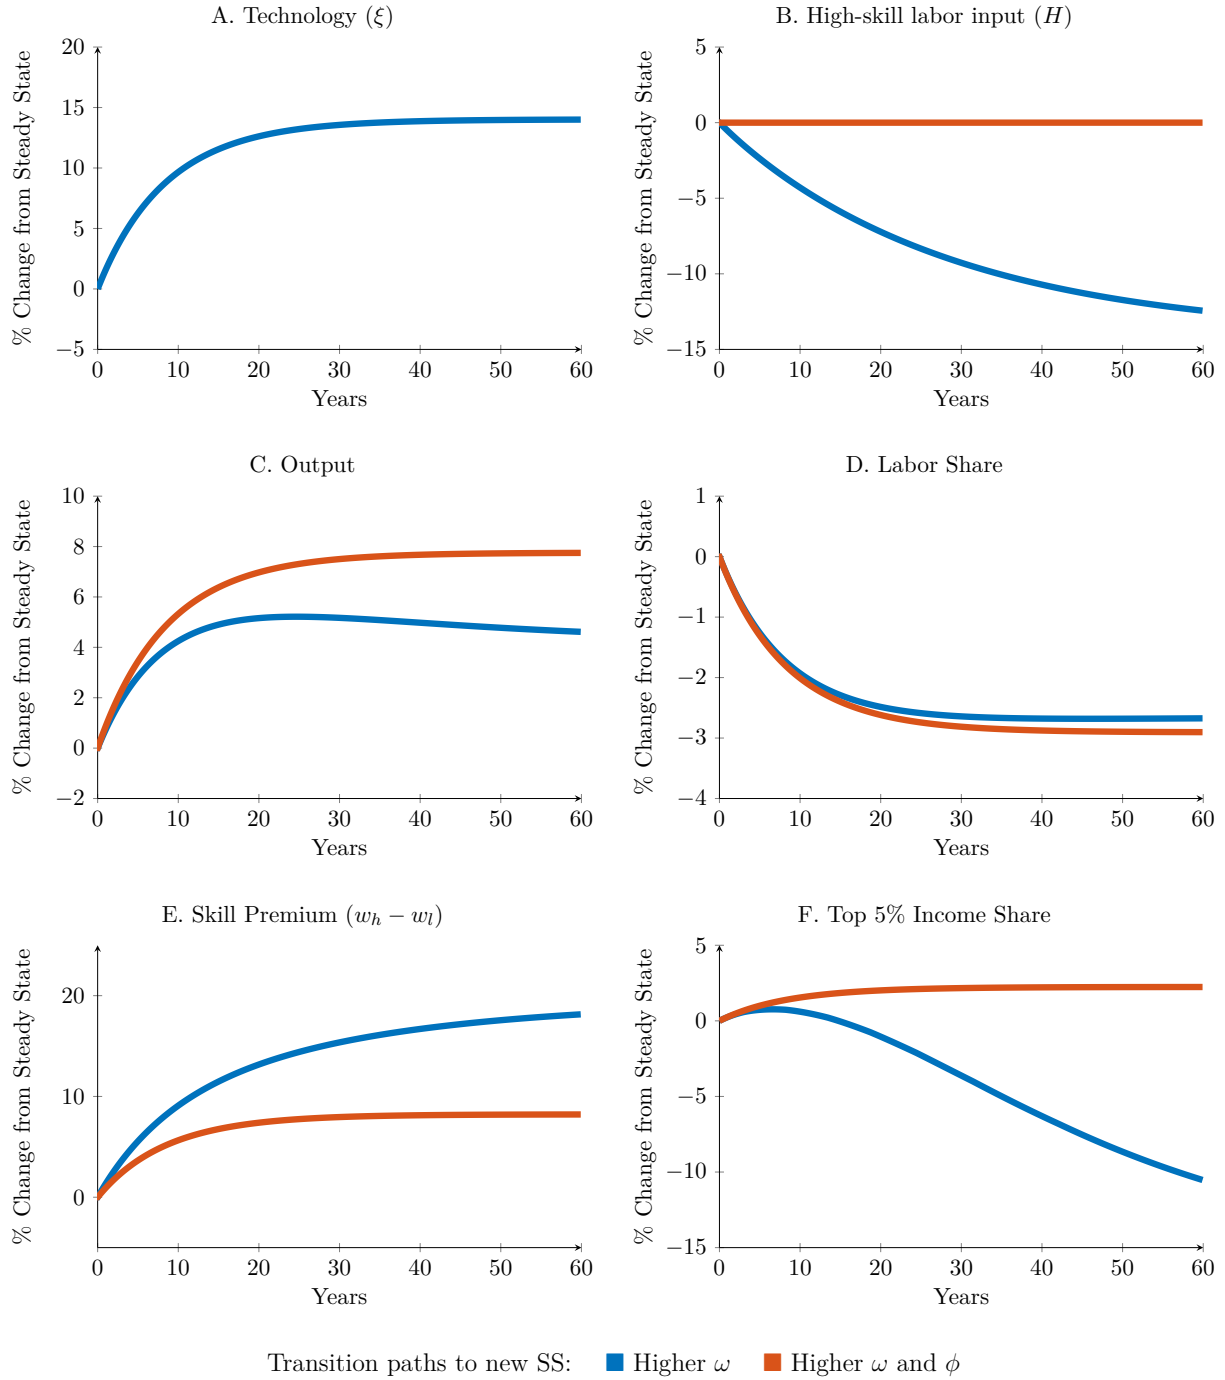 A. Technology (ξ)
% Change from Steady State
20
15
10
5
0
−5
0 10 20 30 40 50 60
Years
B. High-skill labor input (H)
% Change from Steady State
5
0
−5
−10
−15
0 10 20 30 40 50 60
Years
C. Output
% Change from Steady State
10
8
6
4
2
0
−2
0 10 20 30 40 50 60
Years
D. Labor Share
% Change from Steady State
1
0
−1
−2
−3
−4
0 10 20 30 40 50 60
Years
E. Skill Premium (w_h − w_l)
% Change from Steady State
20
10
0
0 10 20 30 40 50 60
Years
F. Top 5% Income Share
% Change from Steady State
5
0
−5
−10
−15
0 10 20 30 40 50 60
Years
Transition paths to new SS: Higher ω Higher ω and ϕ